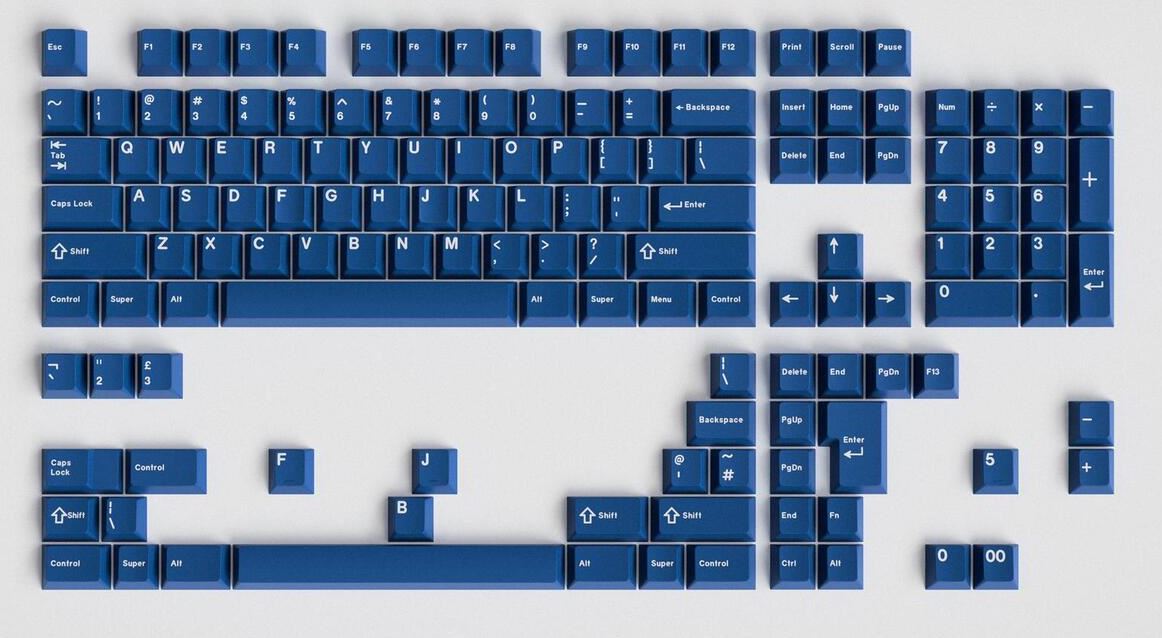 Esc F1 F2 F3 F4 F5 F6 F7 F8 F9 F10 F11 F12 Print Scroll Pause
~ ! @ # $ % ^ & * ( ) _ + ← Backspace Insert Home PgUp Num ÷ × −
` 1 2 3 4 5 6 7 8 9 0 - =
Tab Q W E R T Y U I O P { } ¦ Delete End PgDn 7 8 9 +
[ ] \
Caps Lock A S D F G H J K L : " Enter 4 5 6
; '
Shift Z X C V B N M < > ? Shift ↑ 1 2 3 Enter
, . /
Control Super Alt Alt Super Menu Control ← ↓ → 0 .
¬ " £ ¦ Delete End PgDn F13
` 2 3 \
Backspace PgUp Enter −
Caps Lock Control F J @ ~ PgDn 5 +
' #
Shift ¦ B Shift Shift End Fn
\
Control Super Alt Alt Super Control Ctrl Alt 0 00